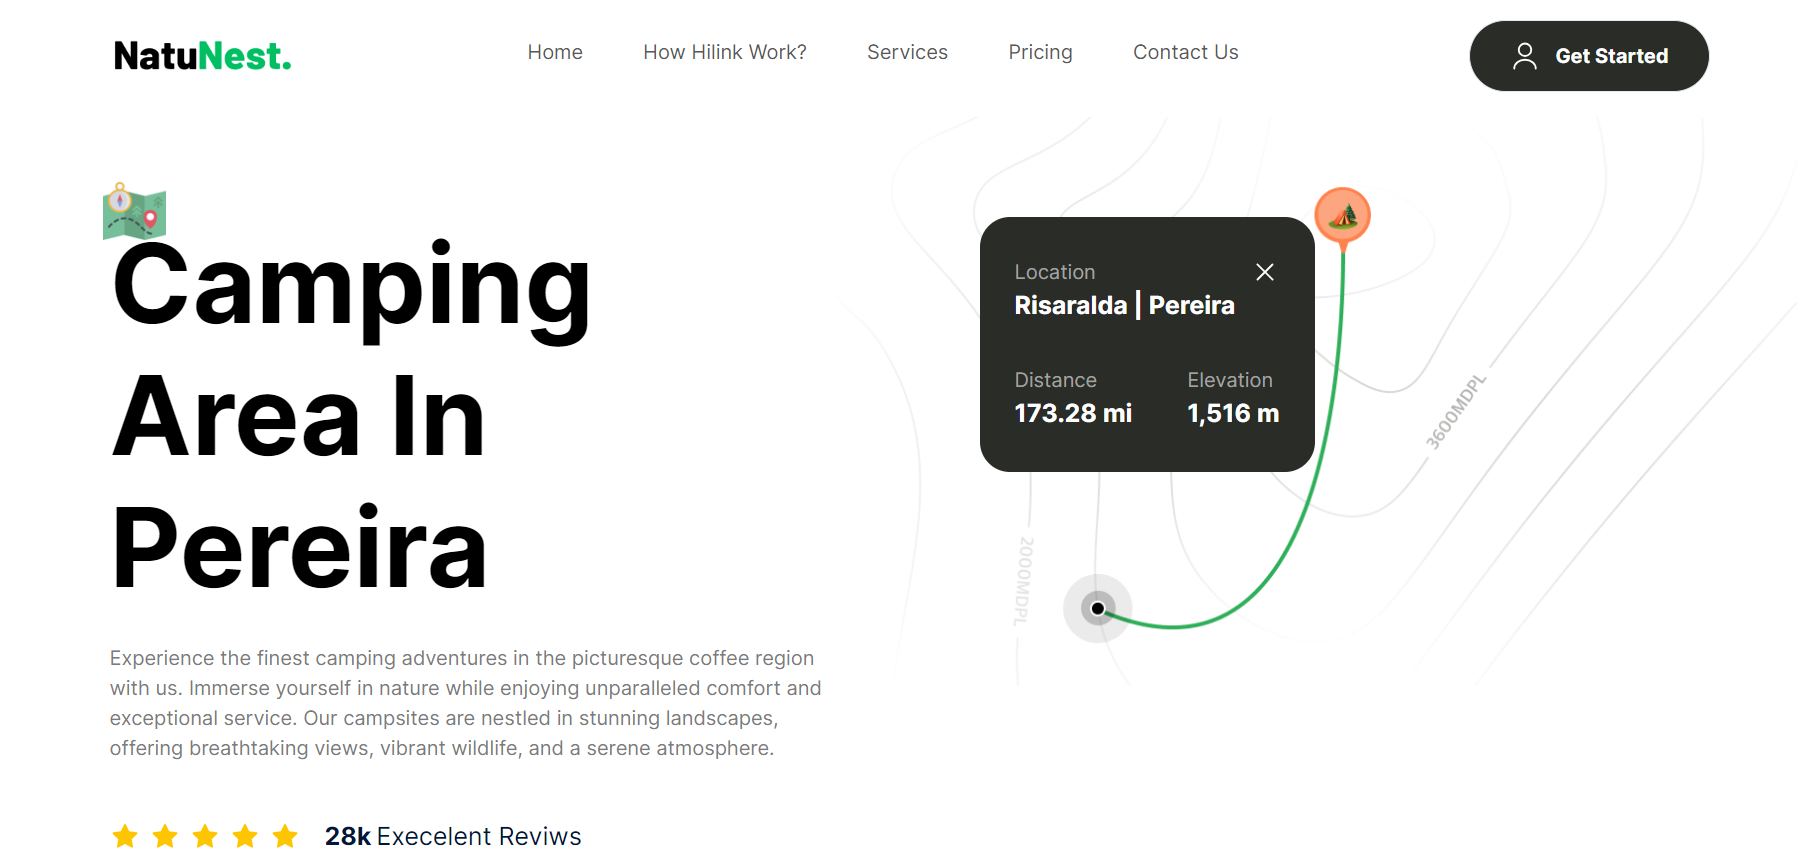 NatuNest.
Home
How Hilink Work?
Services
Pricing
Contact Us
Get Started
Camping
Area In
Pereira
Experience the finest camping adventures in the picturesque coffee region
with us. Immerse yourself in nature while enjoying unparalleled comfort and
exceptional service. Our campsites are nestled in stunning landscapes,
offering breathtaking views, vibrant wildlife, and a serene atmosphere.
28k Execelent Reviws
Location
Risaralda | Pereira
Distance
173.28 mi
Elevation
1,516 m
3600MDPL
2000MDPL